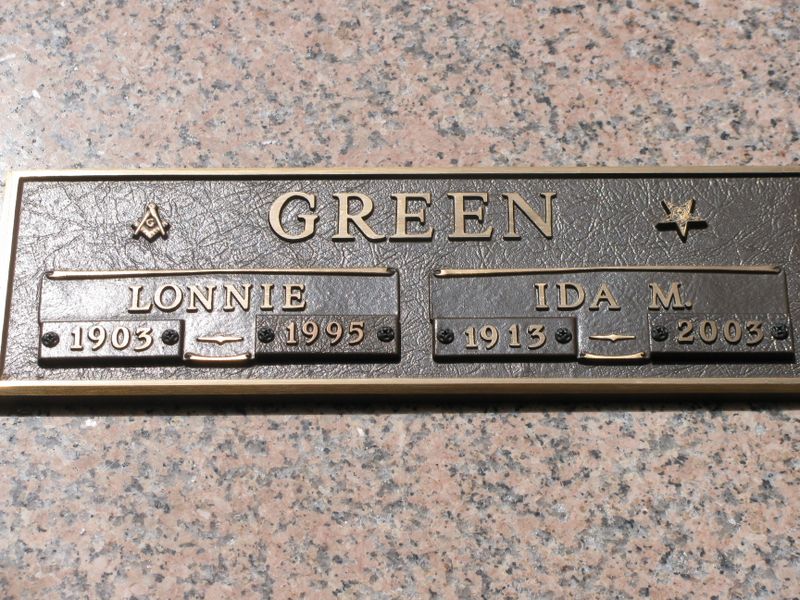 GREEN
LONNIE
1903 1995
IDA M.
1913 2003